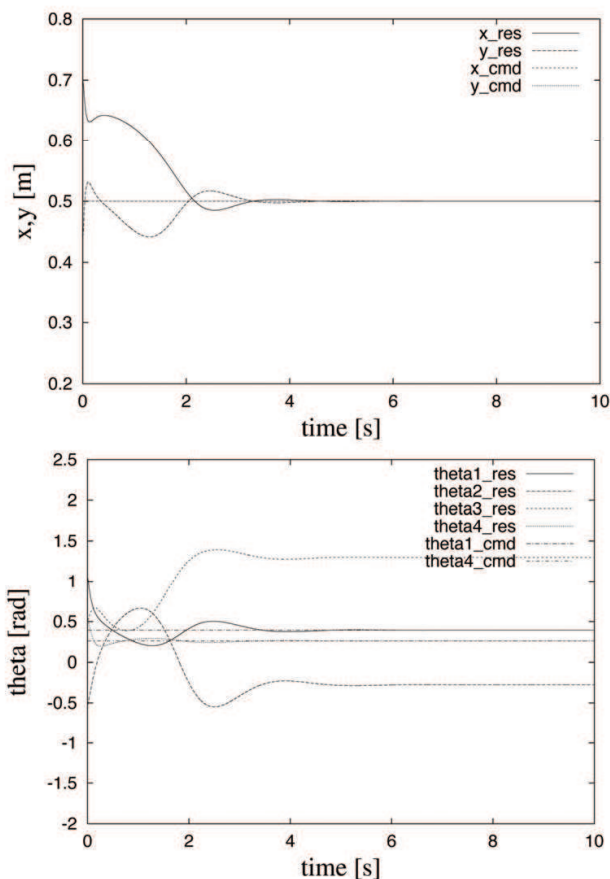 x_res
y_res
x_cmd
y_cmd
0.8
0.7
0.6
0.5
0.4
0.3
0.2
x,y [m]
0 2 4 6 8 10
time [s]
theta1_res
theta2_res
theta3_res
theta4_res
theta1_cmd
theta4_cmd
2.5
2
1.5
1
0.5
0
-0.5
-1
-1.5
-2
theta [rad]
0 2 4 6 8 10
time [s]